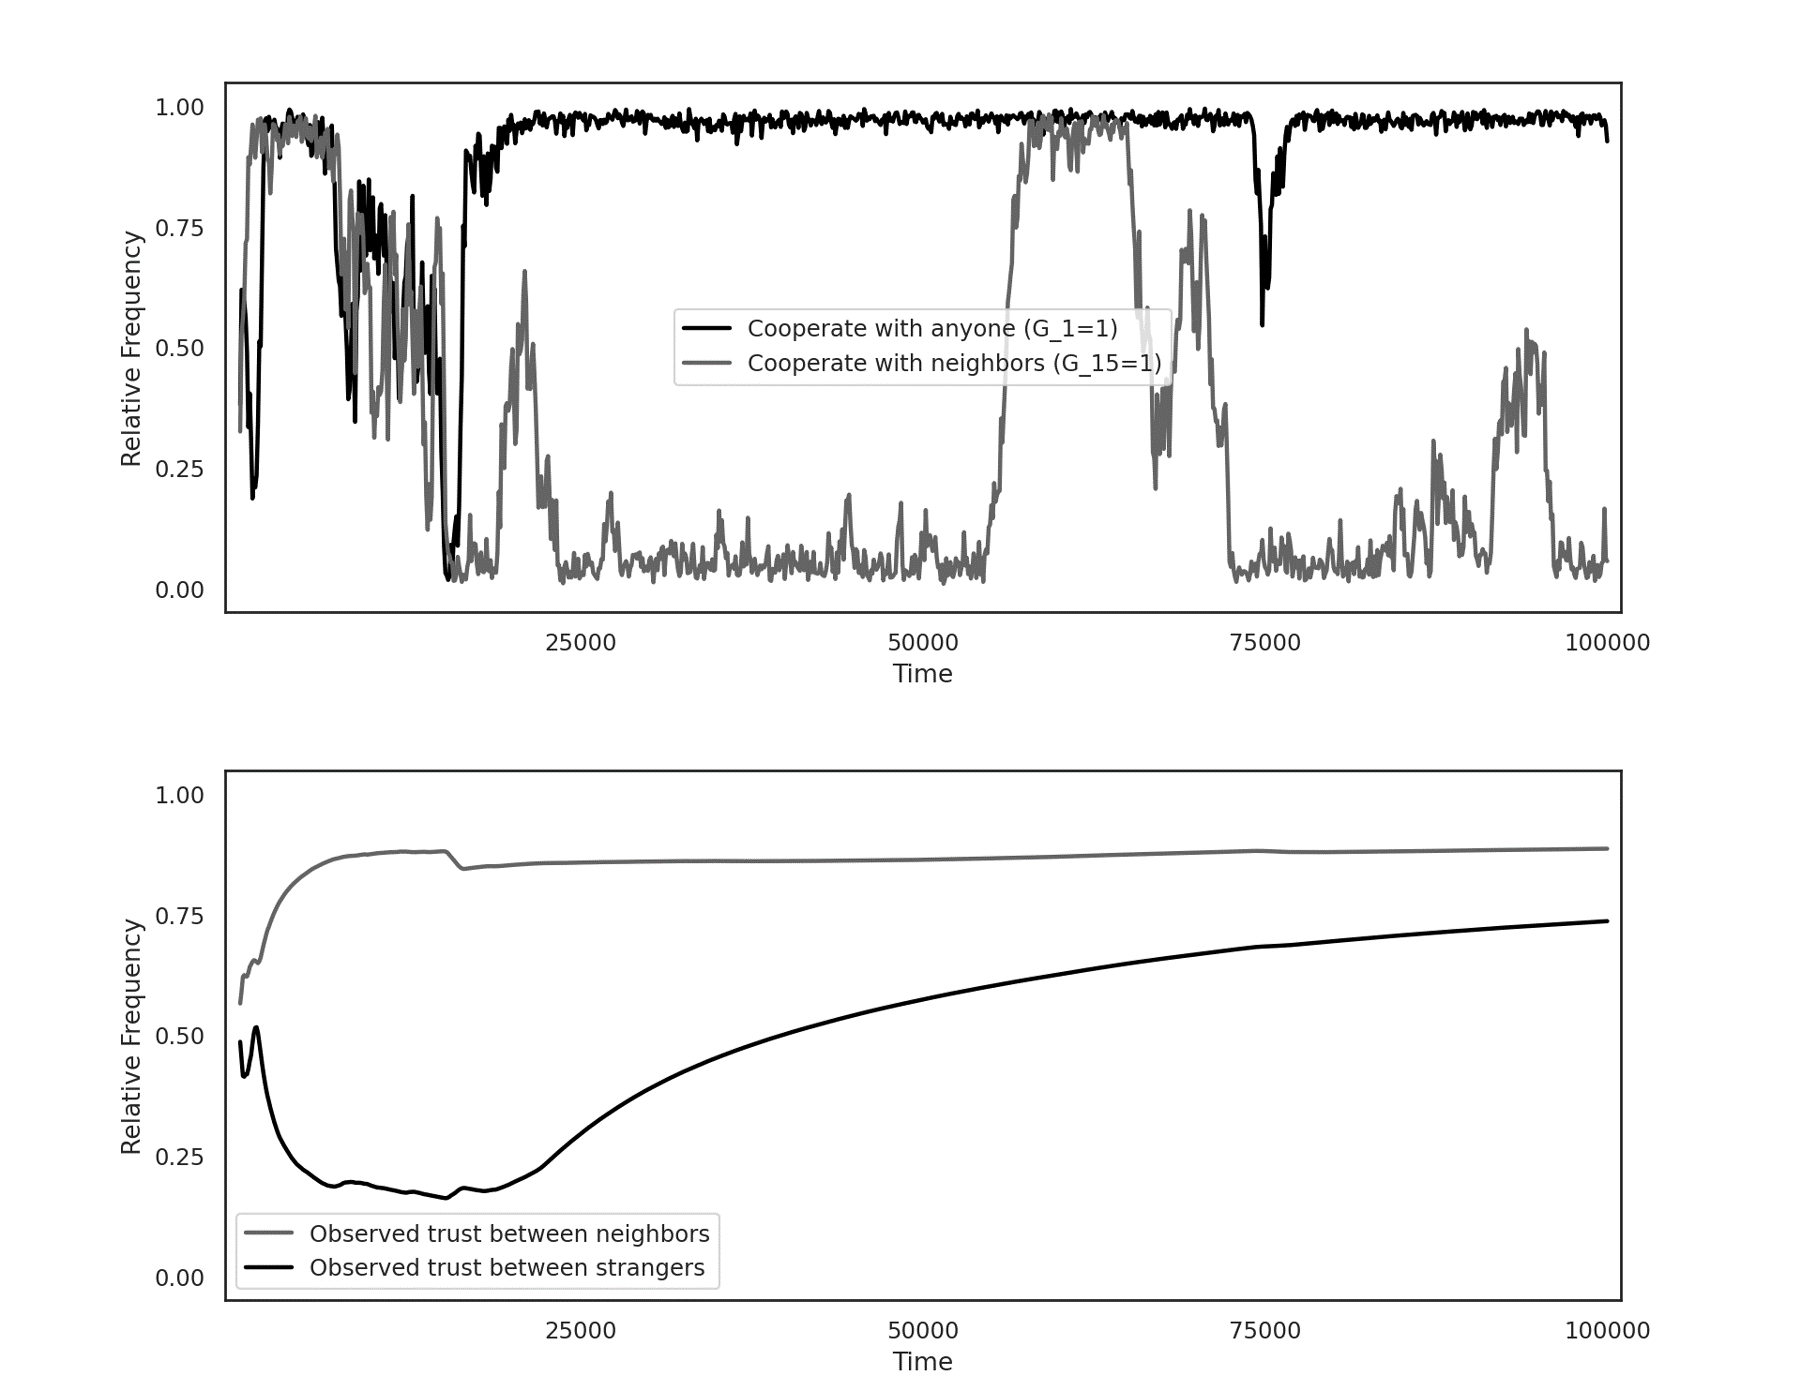 1.00
0.75
0.50
0.25
0.00
Relative Frequency
Cooperate with anyone (G_1=1)
Cooperate with neighbors (G_15=1)
25000 50000 75000 100000
Time
1.00
0.75
0.50
0.25
0.00
Relative Frequency
Observed trust between neighbors
Observed trust between strangers
25000 50000 75000 100000
Time